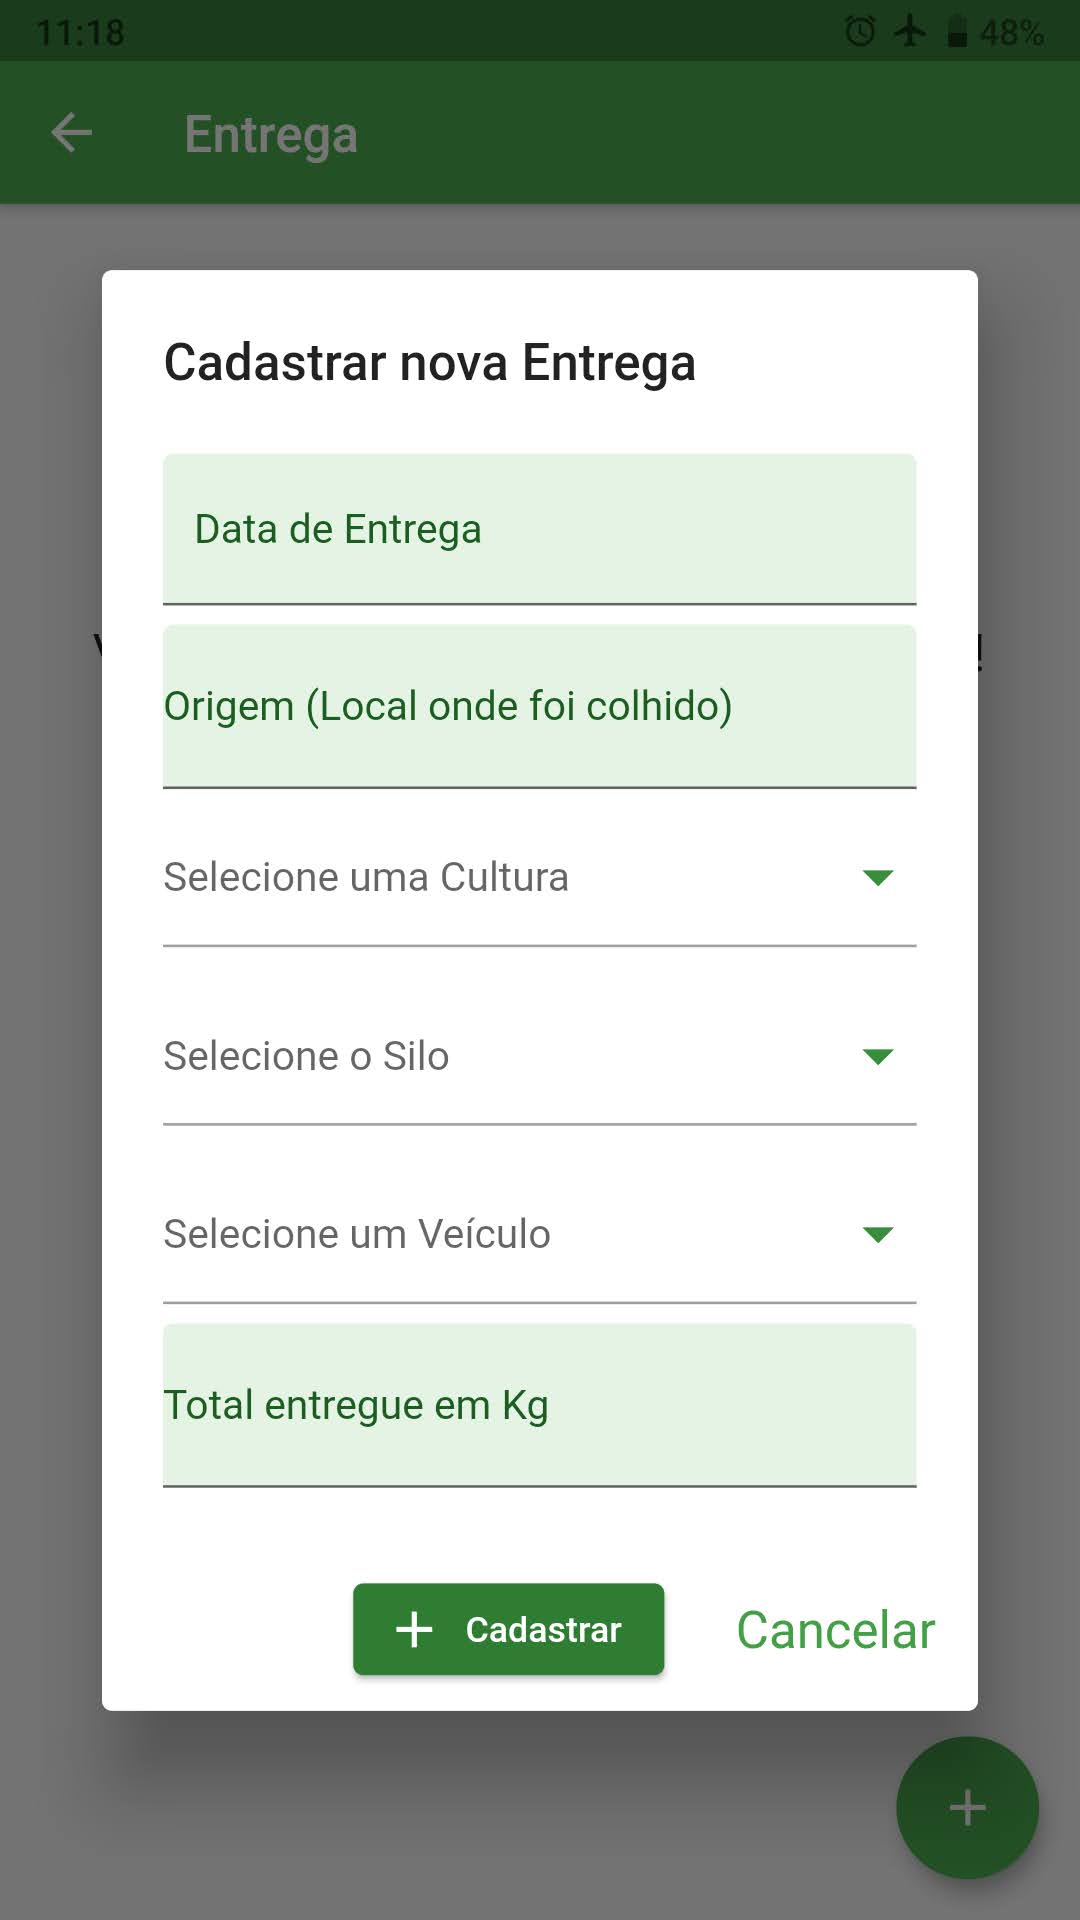 11:18
48%
Entrega
Cadastrar nova Entrega
Data de Entrega
Origem (Local onde foi colhido)
Selecione uma Cultura
Selecione o Silo
Selecione um Veículo
Total entregue em Kg
Cadastrar
Cancelar